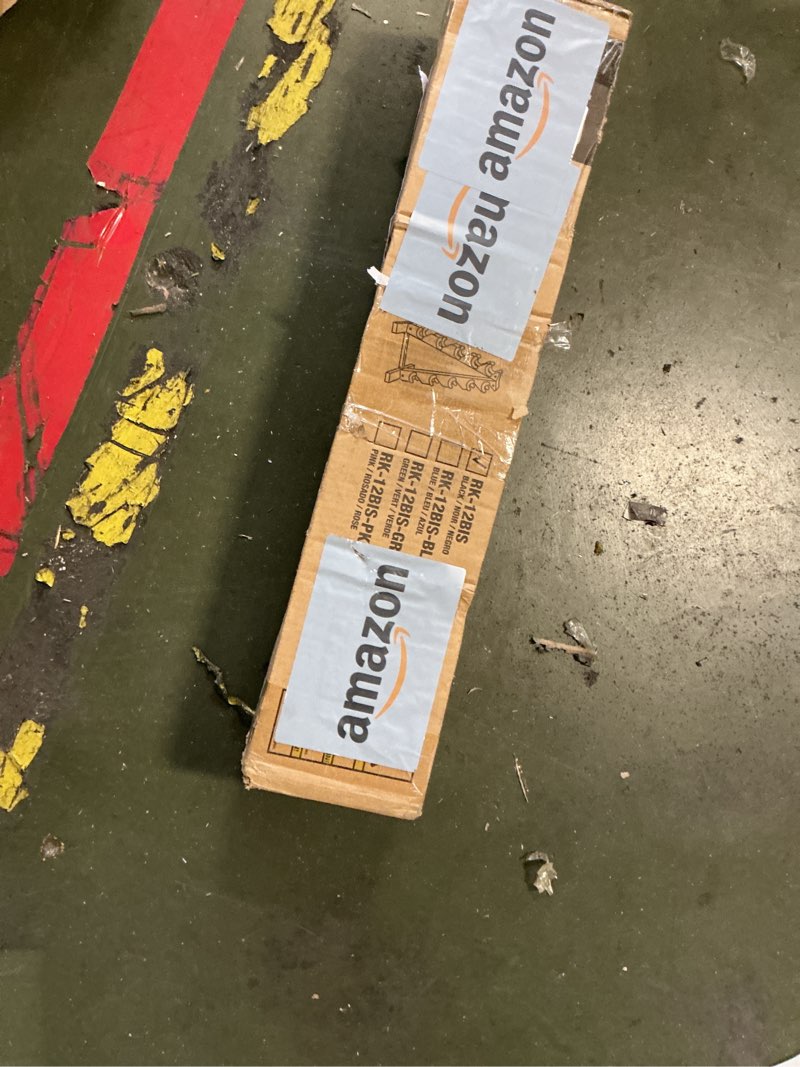 amazon
amazon
RK-12BIS
BLACK / NOIR / NEGRO
RK-12BIS-BL
BLUE / BLEU / AZUL
RK-12BIS-GR
GREEN / VERT / VERDE
RK-12BIS-PK
PINK / ROSADO / ROSE
amazon